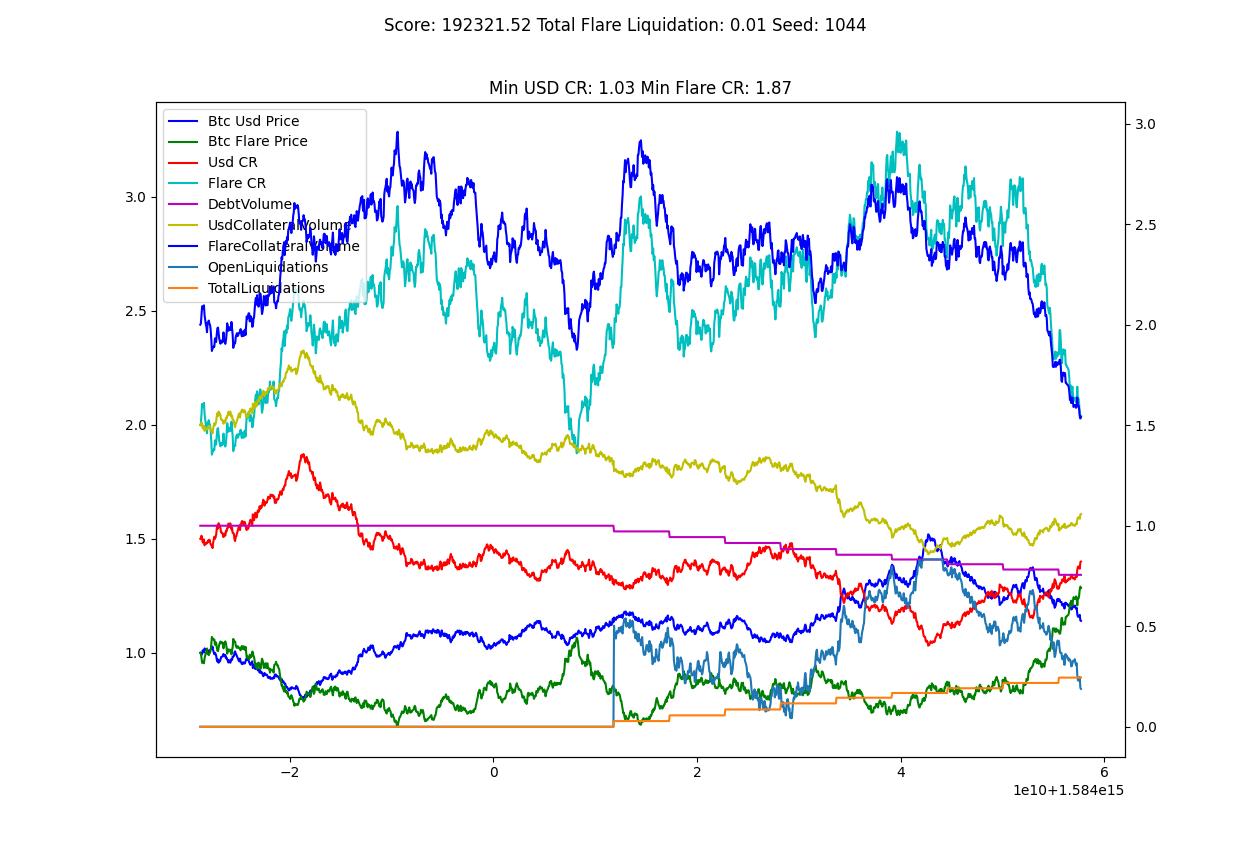 Score: 192321.52 Total Flare Liquidation: 0.01 Seed: 1044
Min USD CR: 1.03 Min Flare CR: 1.87
Btc Usd Price
Btc Flare Price
Usd CR
Flare CR
DebtVolume
UsdCollateralVolume
FlareCollateralVolume
OpenLiquidations
TotalLiquidations
3.0
2.5
2.0
1.5
1.0
3.0
2.5
2.0
1.5
1.0
0.5
0.0
−2
0
2
4
6
1e10+1.584e15